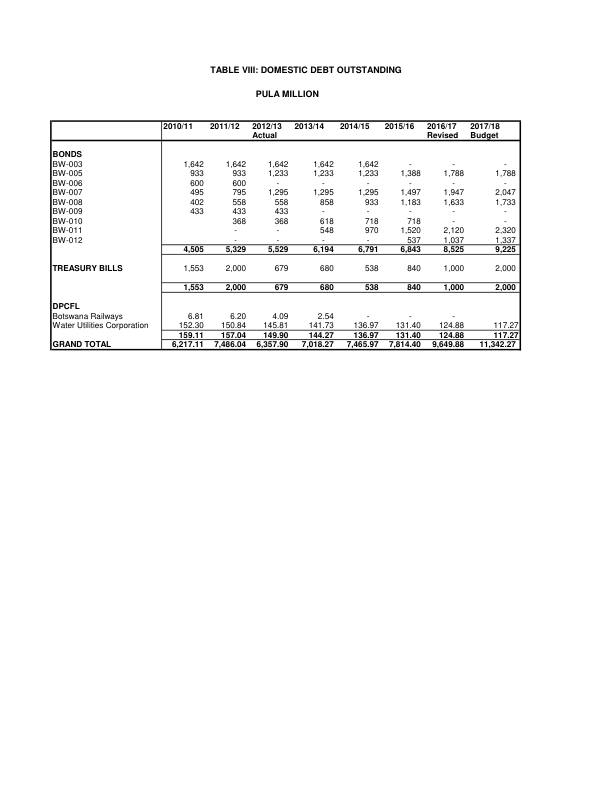 TABLE VIII: DOMESTIC DEBT OUTSTANDING
PULA MILLION
2010/11 2011/12 2012/13 2013/14 2014/15 2015/16 2016/17 2017/18
Actual Revised Budget
BONDS
BW-003 1,642 1,642 1,642 1,642 1,642 - - -
BW-005 933 933 1,233 1,233 1,233 1,388 1,788 1,788
BW-006 600 600 - - - - - -
BW-007 495 795 1,295 1,295 1,295 1,497 1,947 2,047
BW-008 402 558 558 858 933 1,183 1,633 1,733
BW-009 433 433 433 - - - - -
BW-010 368 368 618 718 718 - -
BW-011 - - 548 970 1,520 2,120 2,320
BW-012 - - - - 537 1,037 1,337
4,505 5,329 5,529 6,194 6,791 6,843 8,525 9,225
TREASURY BILLS 1,553 2,000 679 680 538 840 1,000 2,000
1,553 2,000 679 680 538 840 1,000 2,000
DPCFL
Botswana Railways 6.81 6.20 4.09 2.54 - - -
Water Utilities Corporation 152.30 150.84 145.81 141.73 136.97 131.40 124.88 117.27
159.11 157.04 149.90 144.27 136.97 131.40 124.88 117.27
GRAND TOTAL 6,217.11 7,486.04 6,357.90 7,018.27 7,465.97 7,814.40 9,649.88 11,342.27